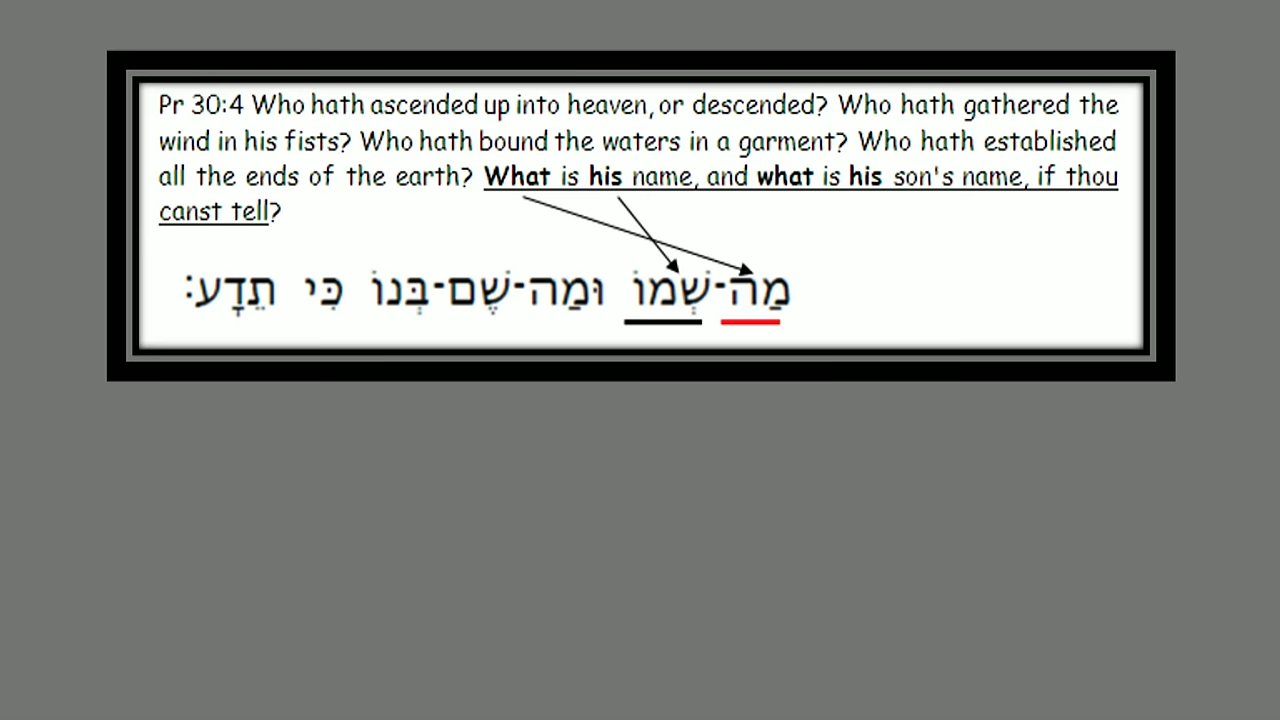 Pr 30:4 Who hath ascended up into heaven, or descended? Who hath gathered the
wind in his fists? Who hath bound the waters in a garment? Who hath established
all the ends of the earth? What is his name, and what is his son's name, if thou
canst tell?
מַה-שְּׁמוֹ וּמַה-שֶּׁם-בְּנוֹ כִּי תֵדָע׃